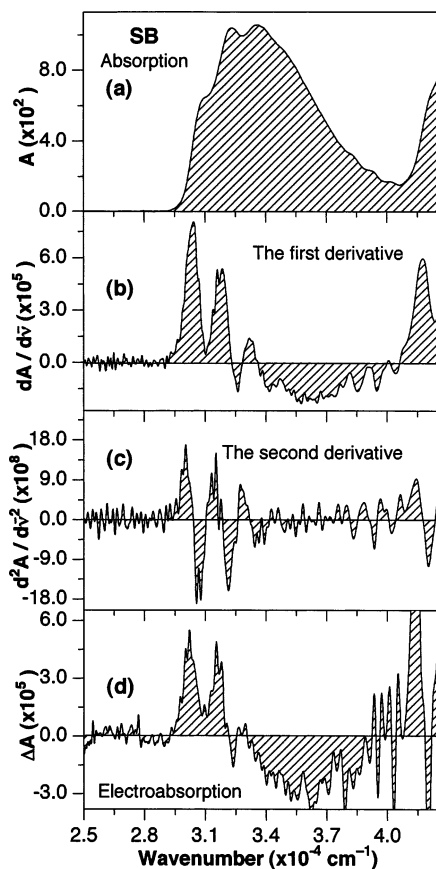 SB
Absorption
(a)
8.0
4.0
0.0
A (x10²)
The first derivative
(b)
6.0
3.0
0.0
dA / dν̄ (x10⁵)
The second derivative
(c)
18.0
9.0
0.0
-9.0
-18.0
d²A / dν̄⁻² (x10⁸)
(d)
6.0
3.0
0.0
-3.0
ΔA (x10⁵)
Electroabsorption
2.5 2.8 3.1 3.4 3.7 4.0
Wavenumber (x10⁻⁴ cm⁻¹)